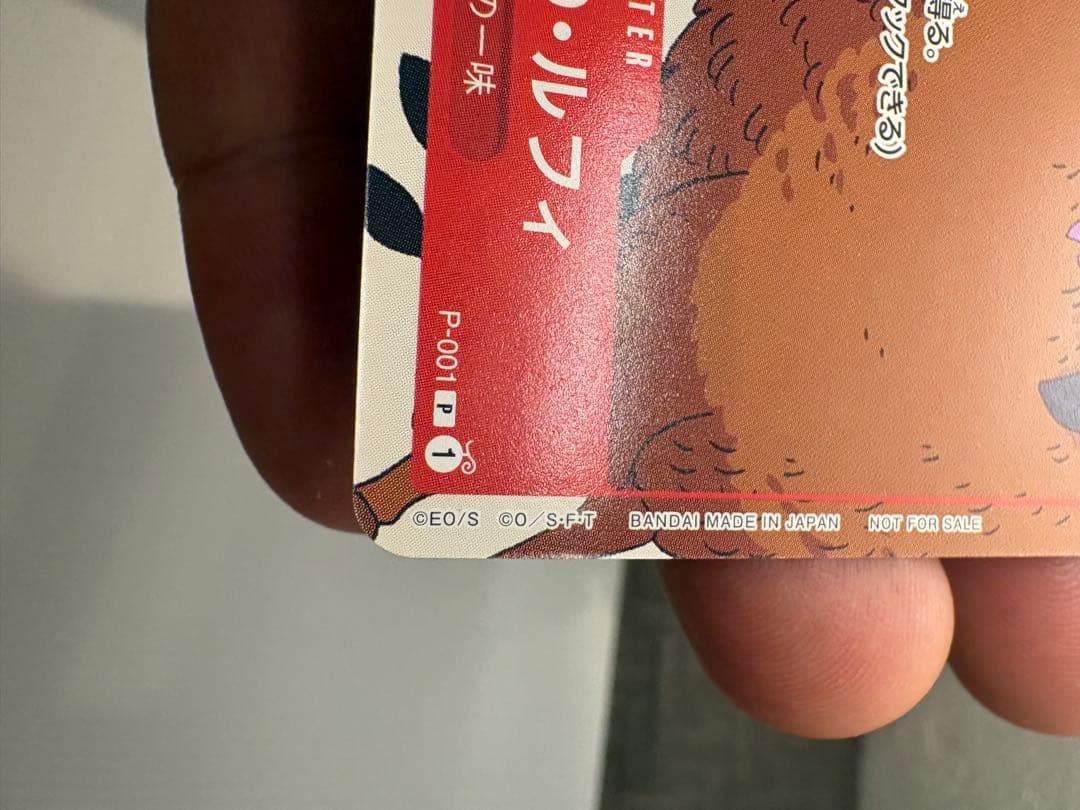 得る。
ックできる)
TER
・ルフィ
の一味
P-001 P 1
©EO/S ©O/S・F・T BANDAI MADE IN JAPAN NOT FOR SALE